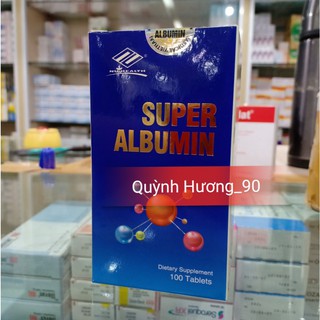 ALBUMIN
SUPER
ALBUMIN
Quỳnh Hương_90
Dietary Supplement
100 Tablets